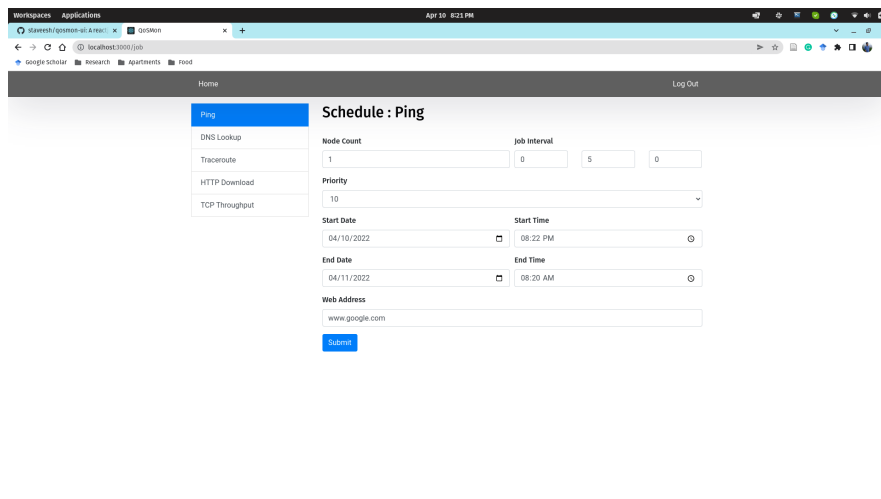 Workspaces Applications Apr 10 8:21 PM
staveesh/qosmon-ui: A react QoSMon
localhost:3000/job
Google Scholar Research Apartments Food
Home Log Out
Ping
DNS Lookup
Traceroute
HTTP Download
TCP Throughput
Schedule : Ping
Node Count Job Interval
1 0 5 0
Priority
10
Start Date Start Time
04/10/2022 08:22 PM
End Date End Time
04/11/2022 08:20 AM
Web Address
www.google.com
Submit